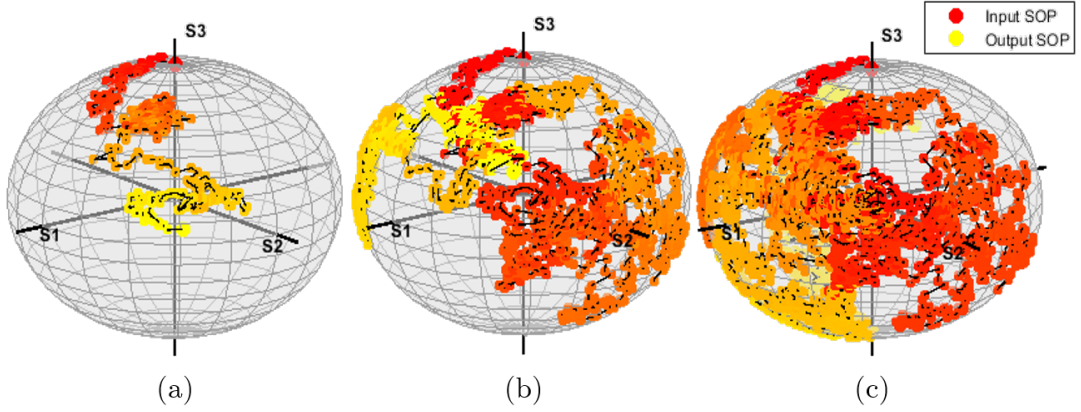 Input SOP
Output SOP
S3
S1
S2
S3
S1
S2
S3
S1
S2
(a)
(b)
(c)